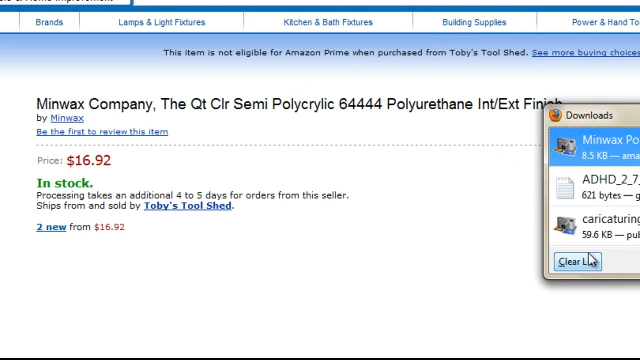 Brands
Lamps & Light Fixtures
Kitchen & Bath Fixtures
Building Supplies
Power & Hand To
This item is not eligible for Amazon Prime when purchased from Toby's Tool Shed. See more buying choices
Minwax Company, The Qt Clr Semi Polycrylic 64444 Polyurethane Int/Ext Finish
by Minwax
Be the first to review this item
Price: $16.92
In stock.
Processing takes an additional 4 to 5 days for orders from this seller.
Ships from and sold by Toby's Tool Shed.
2 new from $16.92
Downloads
Minwax Po
8.5 KB — ama
ADHD_2_7_
621 bytes — g
caricaturing
59.6 KB — pub
Clear L